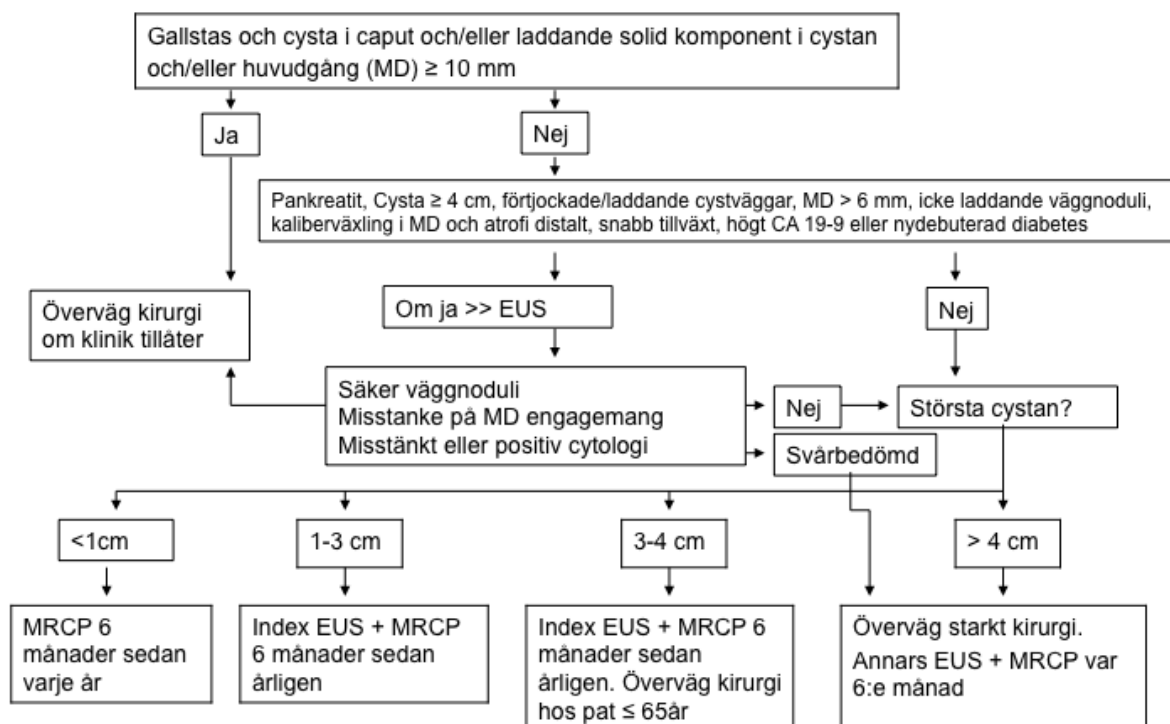 Gallstas och cysta i caput och/eller laddande solid komponent i cystan
och/eller huvudgång (MD) ≥ 10 mm
Ja
Nej
Pankreatit, Cysta ≥ 4 cm, förtjockade/laddande cystväggar, MD > 6 mm, icke laddande väggnoduli,
kaliberväxling i MD och atrofi distalt, snabb tillväxt, högt CA 19-9 eller nydebuterad diabetes
Överväg kirurgi
om klinik tillåter
Om ja >> EUS
Nej
Säker väggnoduli
Misstanke på MD engagemang
Misstänkt eller positiv cytologi
Nej
Största cystan?
Svårbedömd
<1cm
1-3 cm
3-4 cm
> 4 cm
MRCP 6
månader sedan
varje år
Index EUS + MRCP
6 månader sedan
årligen
Index EUS + MRCP 6
månader sedan
årligen. Överväg kirurgi
hos pat ≤ 65år
Överväg starkt kirurgi.
Annars EUS + MRCP var
6:e månad